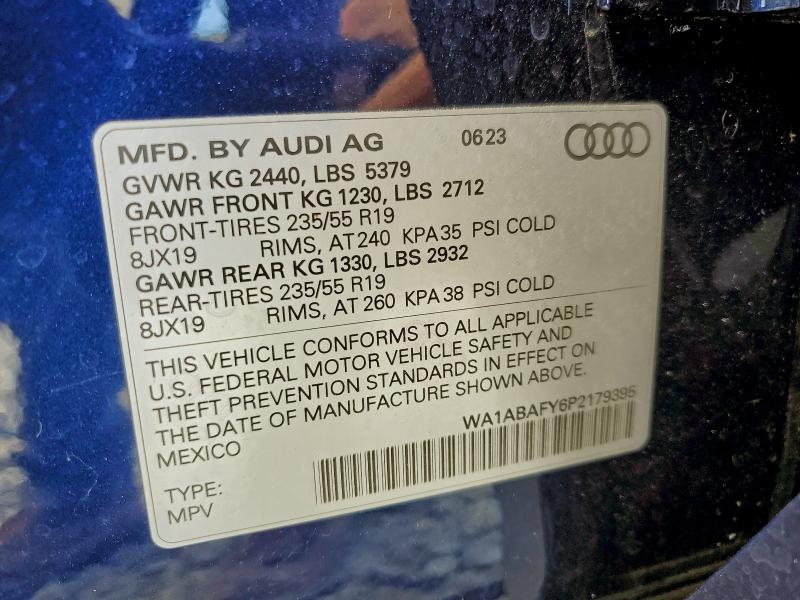 MFD. BY AUDI AG 0623
GVWR KG 2440, LBS 5379
GAWR FRONT KG 1230, LBS 2712
FRONT-TIRES 235/55 R19
8JX19 RIMS, AT 240 KPA 35 PSI COLD
GAWR REAR KG 1330, LBS 2932
REAR-TIRES 235/55 R19
8JX19 RIMS, AT 260 KPA 38 PSI COLD
THIS VEHICLE CONFORMS TO ALL APPLICABLE
U.S. FEDERAL MOTOR VEHICLE SAFETY AND
THEFT PREVENTION STANDARDS IN EFFECT ON
THE DATE OF MANUFACTURE SHOWN ABOVE.
MEXICO WA1ABAFY6P2179395
TYPE:
MPV